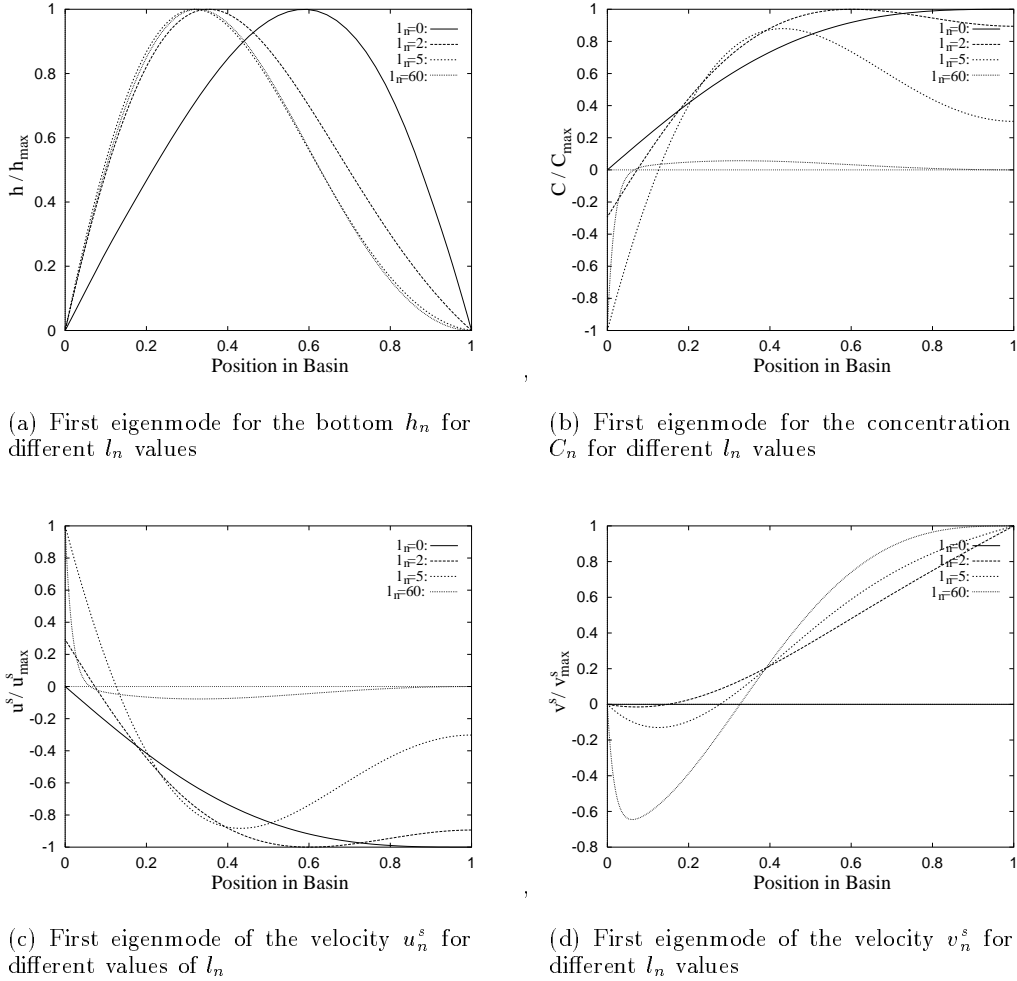 1
0.8
0.6
0.4
0.2
0
h / h_max
0 0.2 0.4 0.6 0.8 1
Position in Basin
l_n=0:
l_n=2:
l_n=5:
l_n=60:
,
(a) First eigenmode for the bottom h_n for
different l_n values
1
0.8
0.6
0.4
0.2
0
-0.2
-0.4
-0.6
-0.8
-1
C / C_max
0 0.2 0.4 0.6 0.8 1
Position in Basin
l_n=0:
l_n=2:
l_n=5:
l_n=60:
(b) First eigenmode for the concentration
C_n for different l_n values
1
0.8
0.6
0.4
0.2
0
-0.2
-0.4
-0.6
-0.8
-1
u^s / u^s_max
0 0.2 0.4 0.6 0.8 1
Position in Basin
l_n=0:
l_n=2:
l_n=5:
l_n=60:
,
(c) First eigenmode of the velocity u^s_n for
different values of l_n
1
0.8
0.6
0.4
0.2
0
-0.2
-0.4
-0.6
-0.8
v^s / v^s_max
0 0.2 0.4 0.6 0.8 1
Position in Basin
l_n=0:
l_n=2:
l_n=5:
l_n=60:
(d) First eigenmode of the velocity v^s_n for
different l_n values